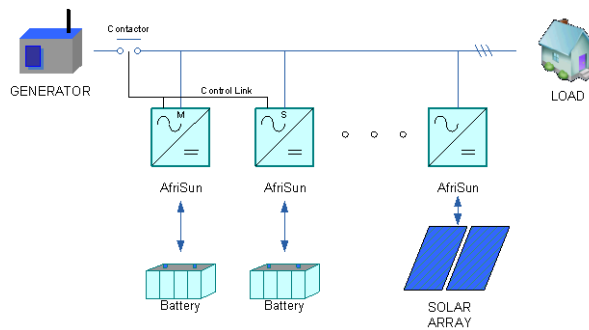 Contactor
GENERATOR
LOAD
Control Link
M
S
AfriSun
AfriSun
AfriSun
Battery
Battery
SOLAR
ARRAY